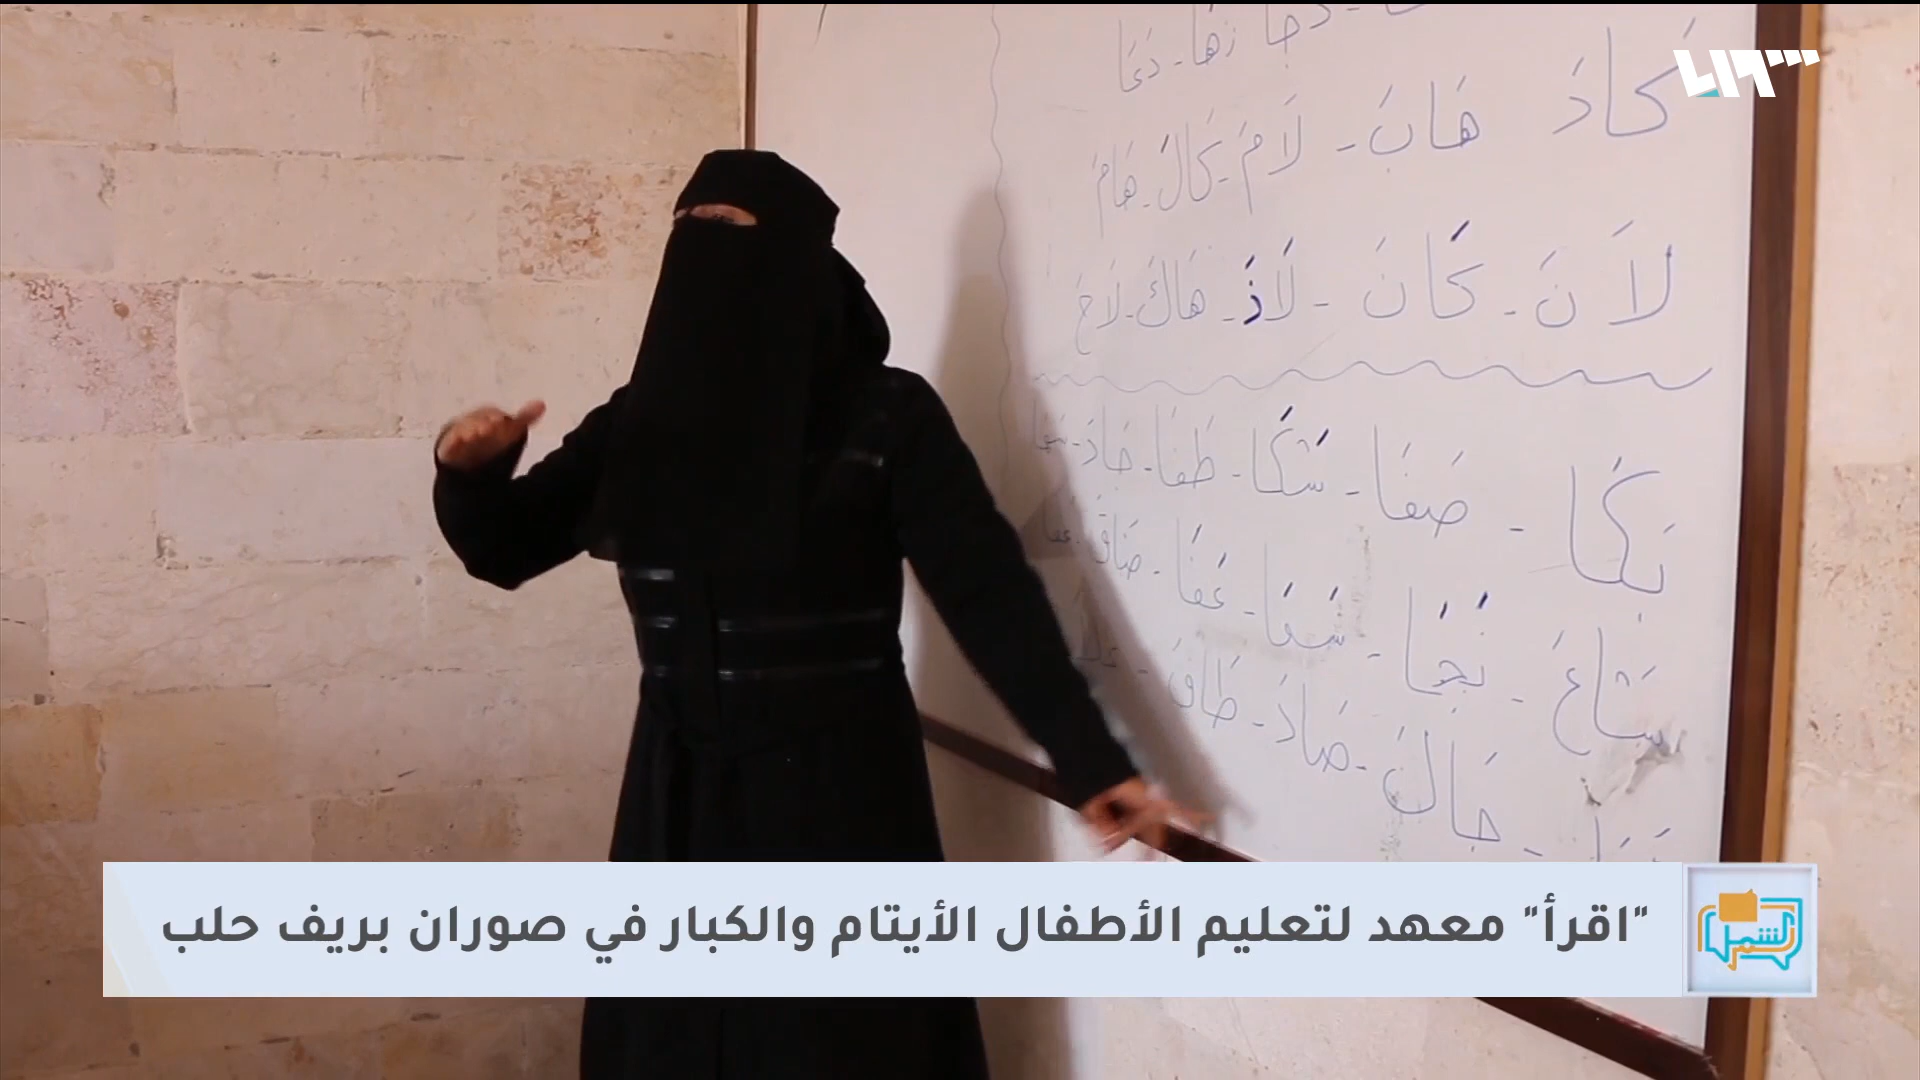 دَعَا
كَادَ هَابَ - لَامَ - كَالَ - هَامَ
لَانَ - كَانَ - لَاذَ - هَاكَ - لَاحَ
بَكَا - صَفَا - شَكَا - طَفَا -
شَاعَ - نَجَا - شَفَا - عَفَا - ضَاقَ - عَفَا
جَالَ - صَادَ - طَافَ -
"اقرأ" معهد لتعليم الأطفال الأيتام والكبار في صوران بريف حلب
لنشمل